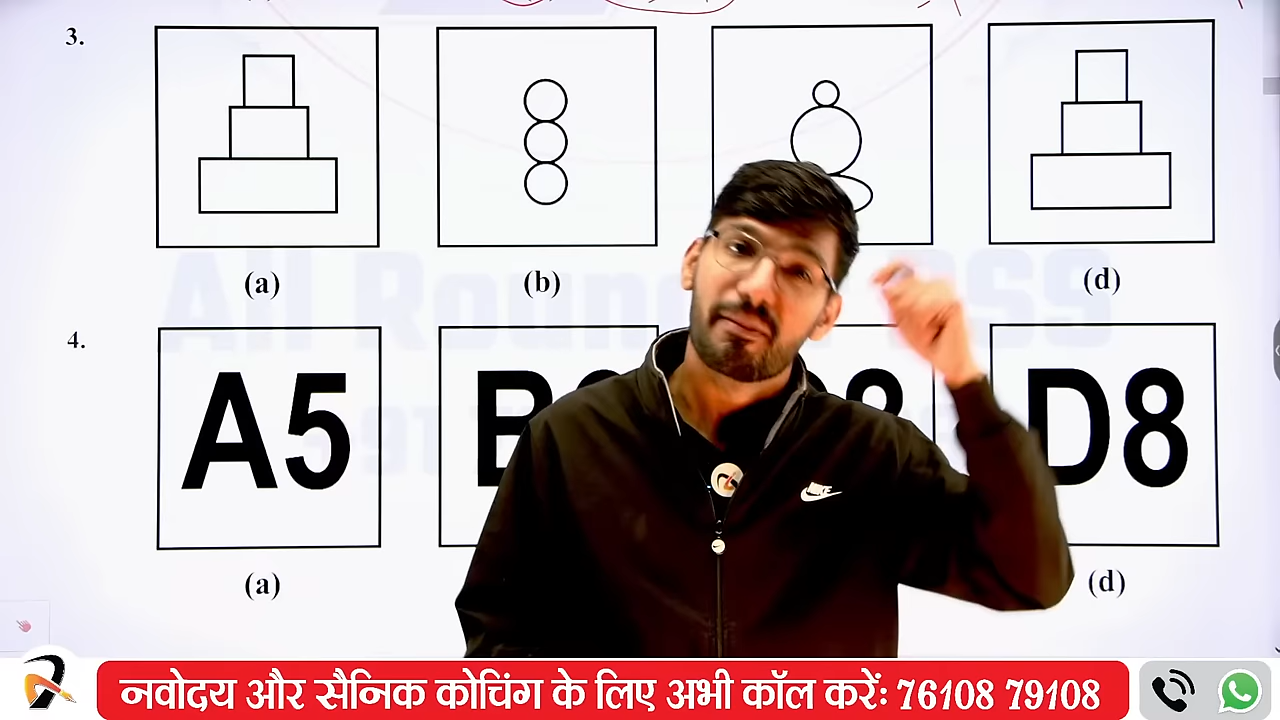 3.
(a) (b) (d)
4.
A5 D8
(a) (d)
नवोदय और सैनिक कोचिंग के लिए अभी कॉल करें: 76108 79108